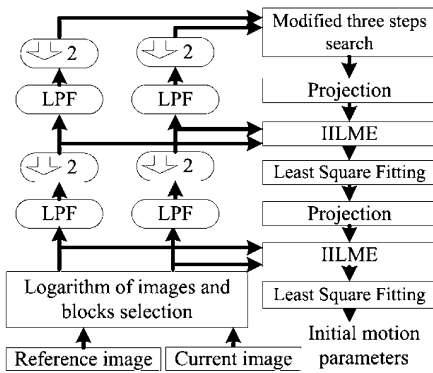 Modified three steps
search
2
2
LPF
LPF
Projection
IILME
2
2
Least Square Fitting
LPF
LPF
Projection
IILME
Logarithm of images and
blocks selection
Least Square Fitting
Initial motion
parameters
Reference image
Current image